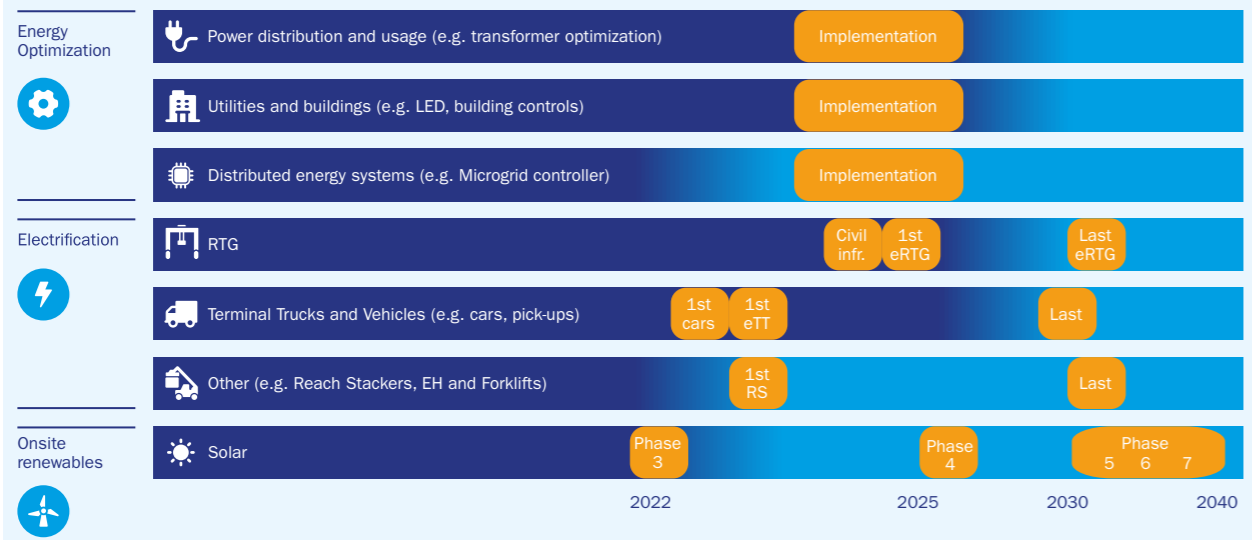 Energy
Optimization
Power distribution and usage (e.g. transformer optimization)
Implementation
Utilities and buildings (e.g. LED, building controls)
Implementation
Distributed energy systems (e.g. Microgrid controller)
Implementation
Electrification
RTG
Civil
infr.
1st
eRTG
Last
eRTG
Terminal Trucks and Vehicles (e.g. cars, pick-ups)
1st
cars
1st
eTT
Last
Other (e.g. Reach Stackers, EH and Forklifts)
1st
RS
Last
Onsite
renewables
Solar
Phase
3
Phase
4
Phase
5 6 7
2022 2025 2030 2040